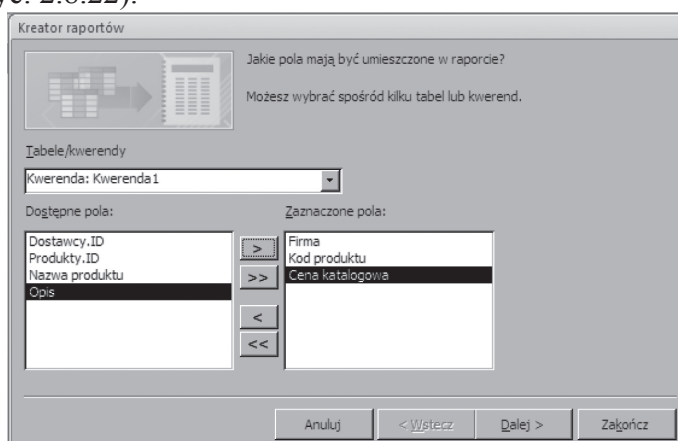 yc. 2.8.22).
Kreator raportów
Jakie pola mają być umieszczone w raporcie?
Możesz wybrać spośród kilku tabel lub kwerend.
Tabele/kwerendy
Kwerenda: Kwerenda1
Dostępne pola:
Zaznaczone pola:
Dostawcy.ID
Produkty.ID
Nazwa produktu
Opis
>
>>
<
<<
Firma
Kod produktu
Cena katalogowa
Anuluj
< Wstecz
Dalej >
Zakończ